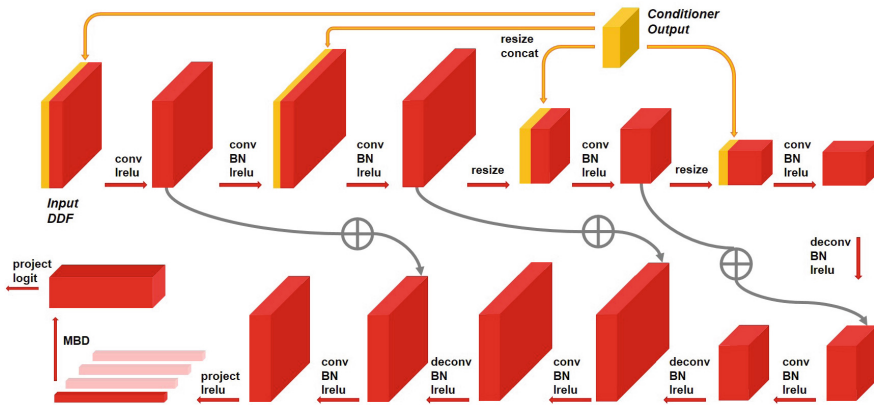 Conditioner
Output
resize
concat
conv
lrelu
conv
BN
lrelu
conv
BN
lrelu
resize
conv
BN
lrelu
resize
conv
BN
lrelu
Input
DDF
deconv
BN
lrelu
project
logit
MBD
project
lrelu
conv
BN
lrelu
deconv
BN
lrelu
conv
BN
lrelu
deconv
BN
lrelu
conv
BN
lrelu